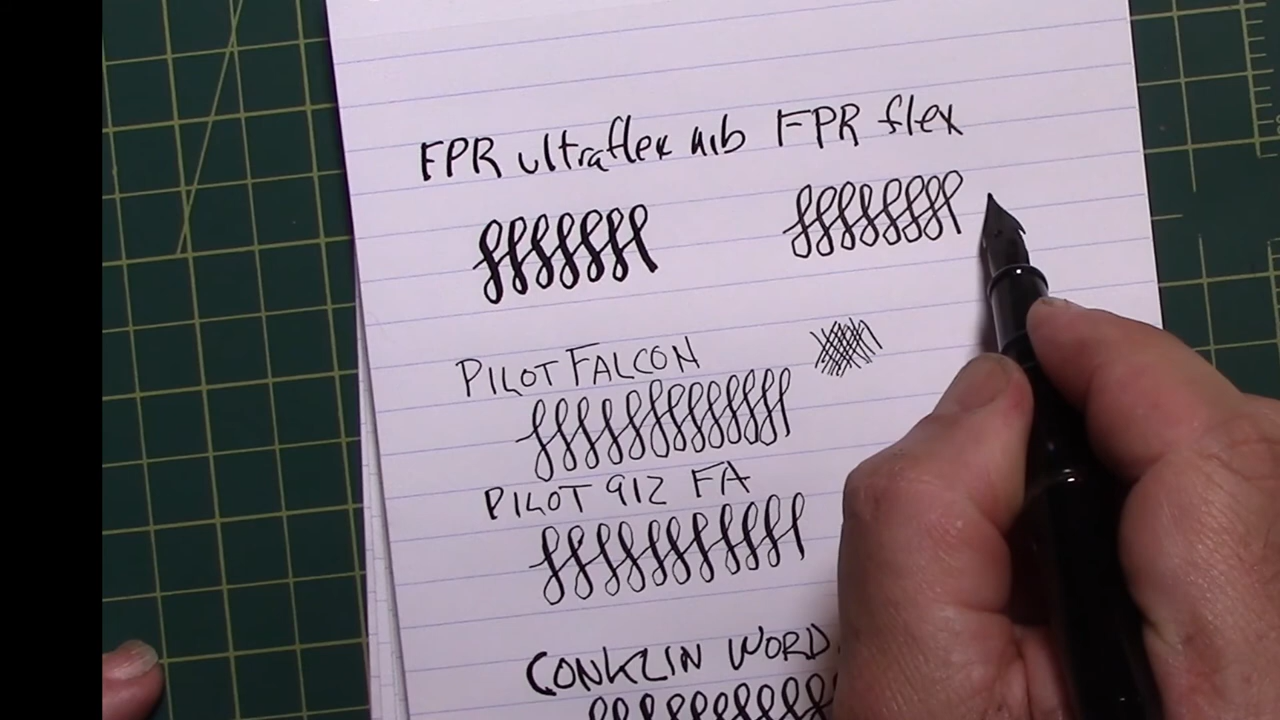 FPR ultraflex nib FPR flex
PILOT FALCON
PILOT 912 FA
CONKLIN WORD